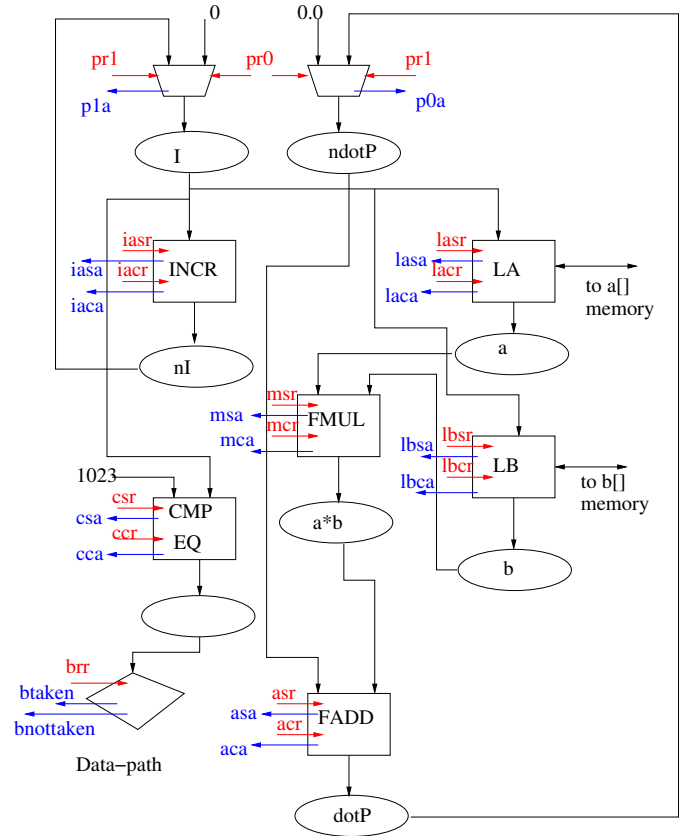 0
0.0
pr1
pr0
pr1
p1a
p0a
I
ndotP
iasr
iasa
iacr
iaca
INCR
lasr
lasa
lacr
laca
LA
to a[]
memory
nI
a
msr
msa
mcr
mca
FMUL
lbsr
lbsa
lbcr
lbca
LB
to b[]
memory
1023
csr
csa
ccr
cca
CMP
EQ
a*b
b
brr
btaken
bnottaken
asr
asa
acr
aca
FADD
Data-path
dotP